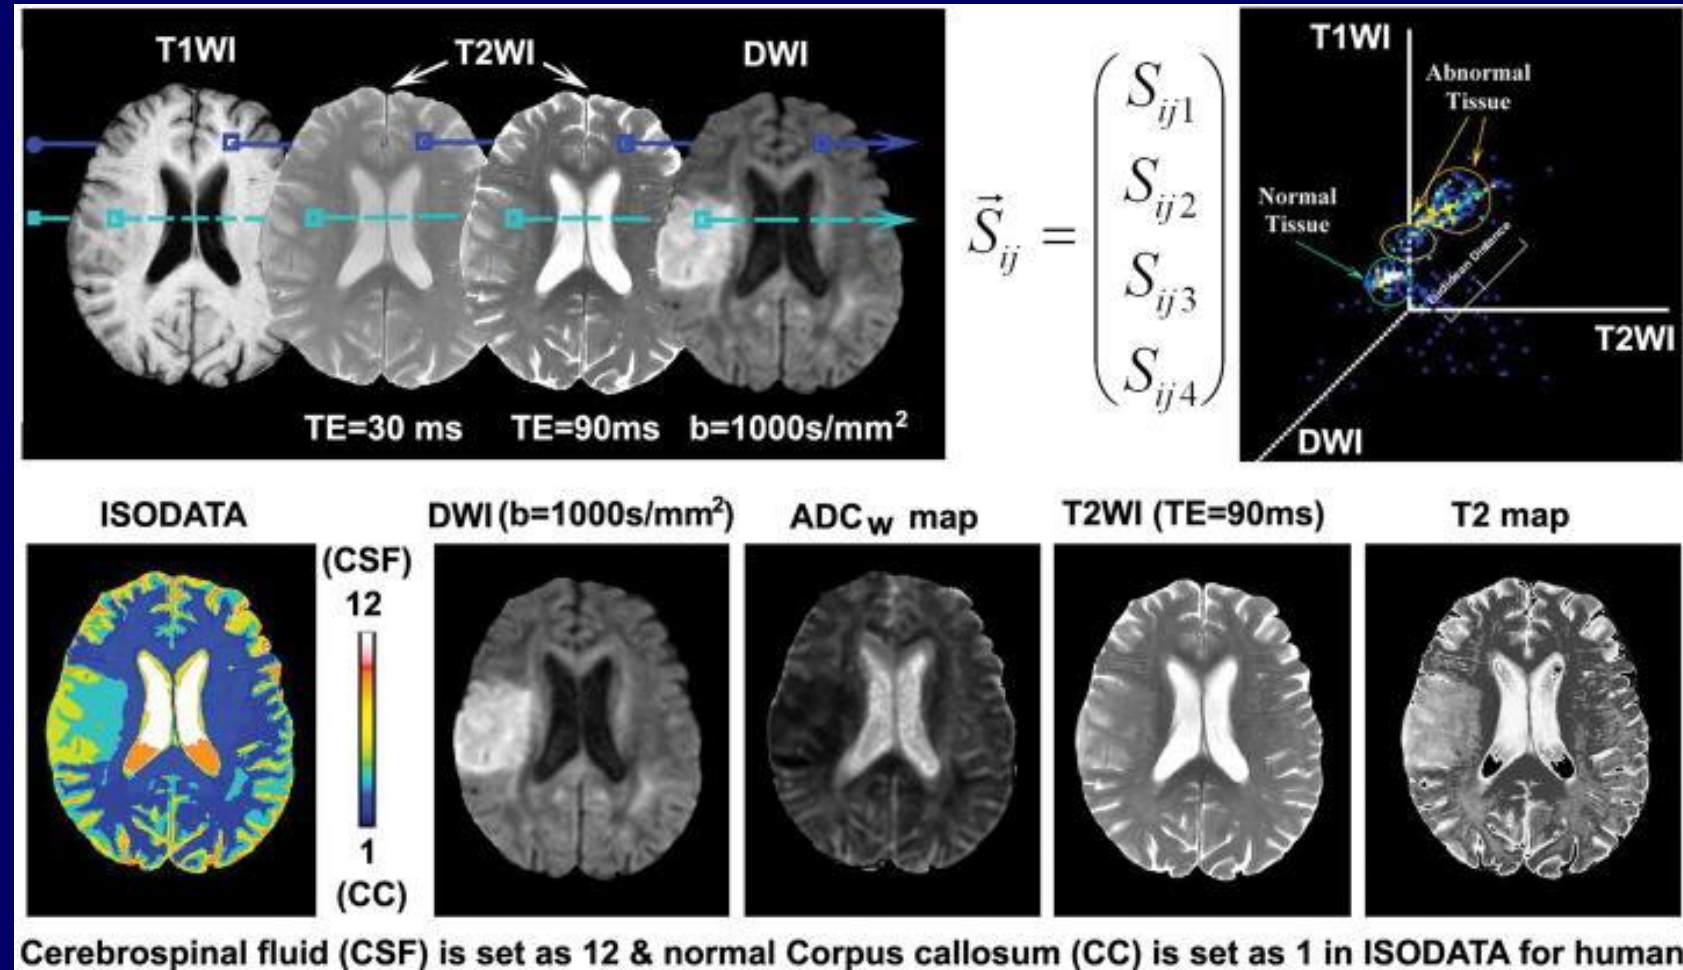 T1WI
T2WI
DWI
TE=30 ms
TE=90ms
b=1000s/mm²
S⃗ij = (Sij1
Sij2
Sij3
Sij4)
T1WI
Abnormal
Tissue
Normal
Tissue
Euclidean Distance
T2WI
DWI
ISODATA
(CSF)
12
1
(CC)
DWI (b=1000s/mm²)
ADCw map
T2WI (TE=90ms)
T2 map
Cerebrospinal fluid (CSF) is set as 12 & normal Corpus callosum (CC) is set as 1 in ISODATA for human